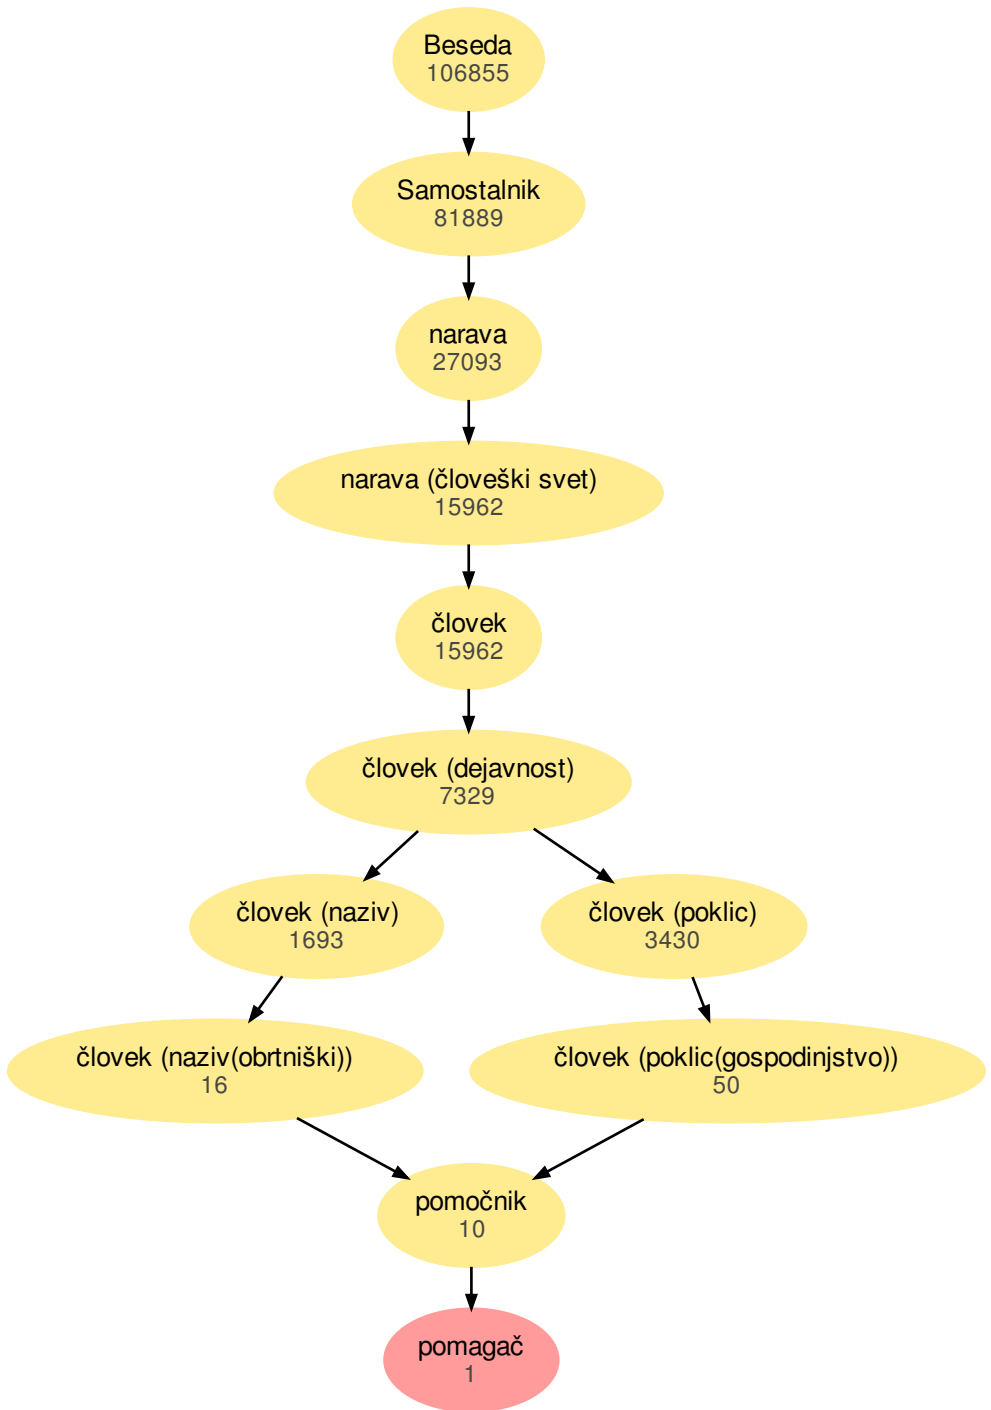 Beseda
106855
Samostalnik
81889
narava
27093
narava (človeški svet)
15962
človek
15962
človek (dejavnost)
7329
človek (naziv)
1693
človek (poklic)
3430
človek (naziv(obrtniški))
16
človek (poklic(gospodinjstvo))
50
pomočnik
10
pomagač
1